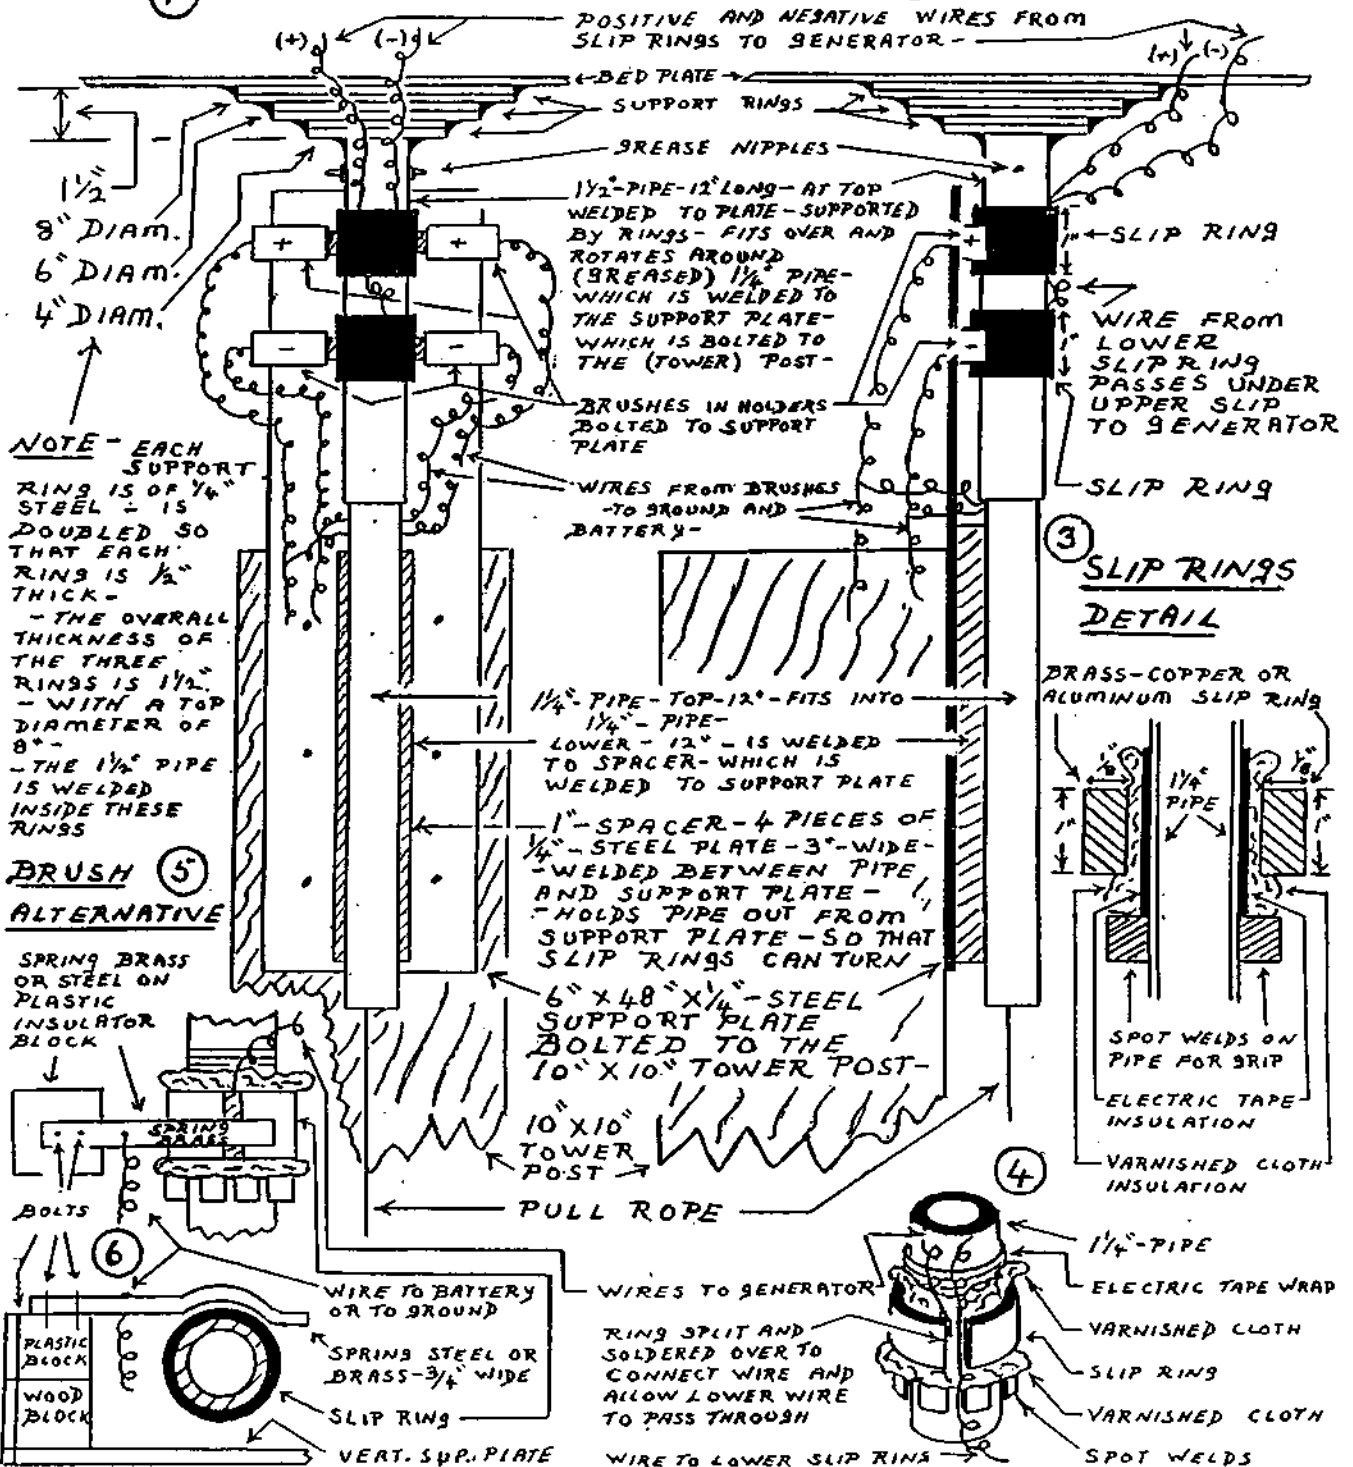 POSITIVE AND NEGATIVE WIRES FROM
SLIP RINGS TO GENERATOR-
(+)
(-)
(+)
(-)
BED PLATE
SUPPORT RINGS
GREASE NIPPLES
1½"
8" DIAM.
6" DIAM.
4" DIAM.
1½"-PIPE-12" LONG-AT TOP
WELDED TO PLATE-SUPPORTED
BY RINGS- FITS OVER AND
ROTATES AROUND
(GREASED) 1¼" PIPE-
WHICH IS WELDED TO
THE SUPPORT PLATE-
WHICH IS BOLTED TO
THE (TOWER) POST-
+
+
-
-
+
-
1"
SLIP RING
1"
WIRE FROM
LOWER
SLIP RING
PASSES UNDER
UPPER SLIP
TO GENERATOR
SLIP RING
BRUSHES IN HOLDERS
BOLTED TO SUPPORT
PLATE
WIRES FROM BRUSHES
-TO GROUND AND
BATTERY-
NOTE - EACH
SUPPORT
RING IS OF ¼"
STEEL - IS
DOUBLED SO
THAT EACH
RING IS ½"
THICK-
- THE OVERALL
THICKNESS OF
THE THREE
RINGS IS 1½"
- WITH A TOP
DIAMETER OF
8"-
- THE 1½" PIPE
IS WELDED
INSIDE THESE
RINGS
1¼"-PIPE-TOP-12"-FITS INTO
1¼"-PIPE-
LOWER-12"-IS WELDED
TO SPACER-WHICH IS
WELDED TO SUPPORT PLATE
1"-SPACER-4 PIECES OF
¼"-STEEL PLATE-3"-WIDE-
-WELDED BETWEEN PIPE
AND SUPPORT PLATE-
-HOLDS PIPE OUT FROM
SUPPORT PLATE-SO THAT
SLIP RINGS CAN TURN
6" X 48" X ¼"-STEEL
SUPPORT PLATE
BOLTED TO THE
10" X 10" TOWER POST-
10" X 10"
TOWER
POST
PULL ROPE
3
SLIP RINGS
DETAIL
BRASS-COPPER OR
ALUMINUM SLIP RING
⅛"
1¼"
PIPE
⅛"
1"
1"
SPOT WELDS ON
PIPE FOR GRIP
ELECTRIC TAPE
INSULATION
VARNISHED CLOTH
INSULATION
BRUSH 5
ALTERNATIVE
SPRING BRASS
OR STEEL ON
PLASTIC
INSULATOR
BLOCK
SPRING
BRASS
BOLTS
6
WIRE TO BATTERY
OR TO GROUND
PLASTIC
BLOCK
WOOD
BLOCK
SPRING STEEL OR
BRASS-¾" WIDE
SLIP RING
VERT. SUP. PLATE
4
WIRES TO GENERATOR
RING SPLIT AND
SOLDERED OVER TO
CONNECT WIRE AND
ALLOW LOWER WIRE
TO PASS THROUGH
WIRE TO LOWER SLIP RING
1¼"-PIPE
ELECTRIC TAPE WRAP
VARNISHED CLOTH
SLIP RING
VARNISHED CLOTH
SPOT WELDS